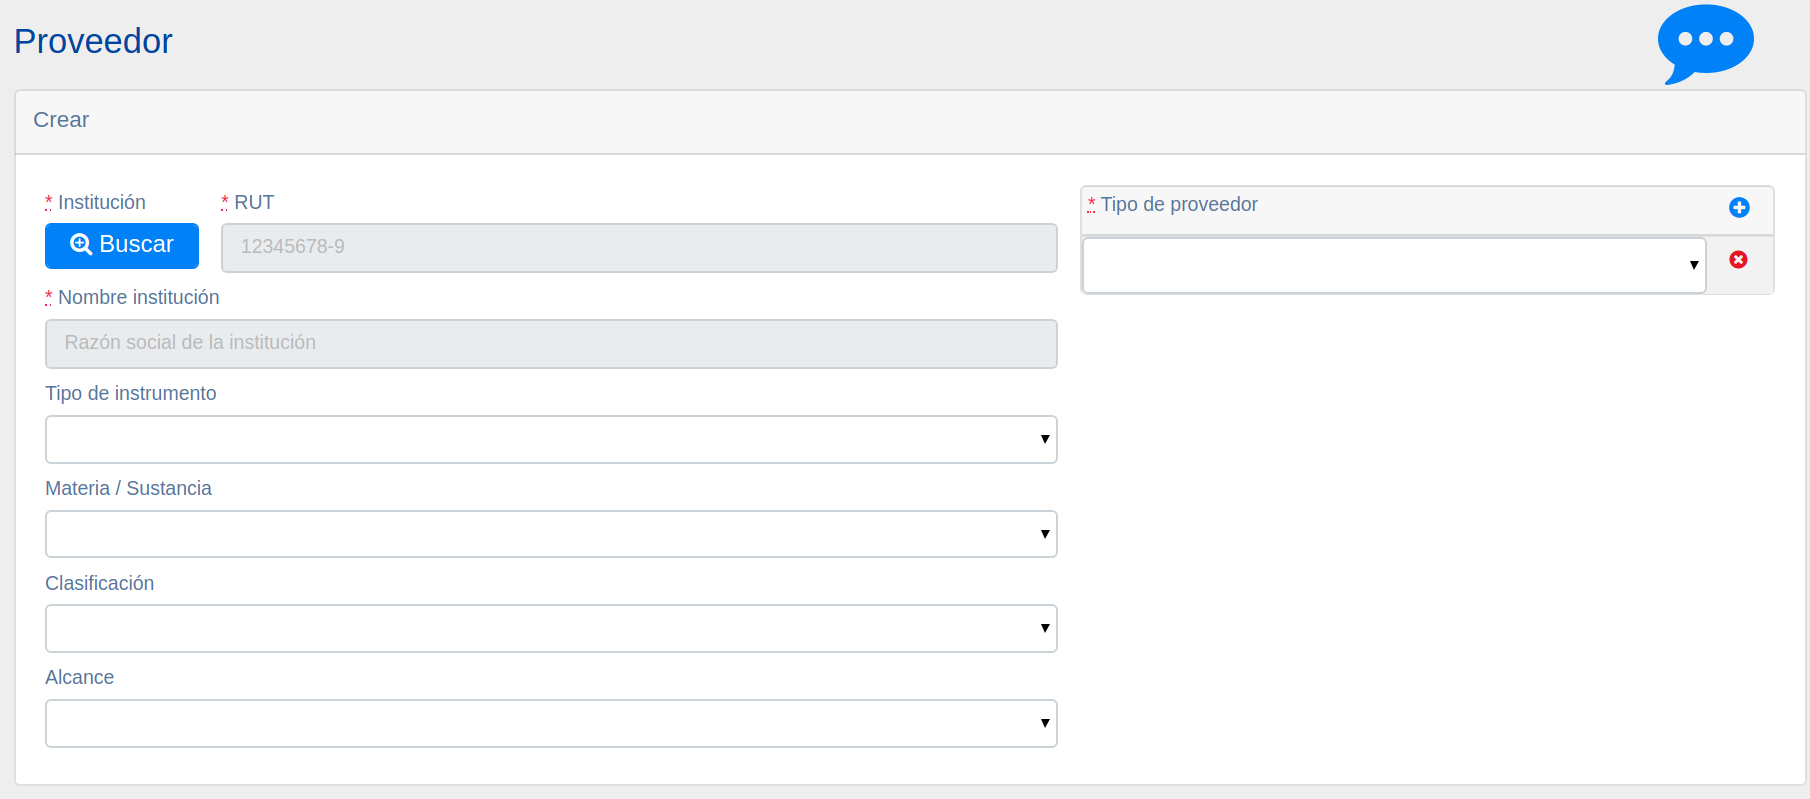 Proveedor
Crear
* Institución
* RUT
Buscar
12345678-9
* Nombre institución
Razón social de la institución
Tipo de instrumento
Materia / Sustancia
Clasificación
Alcance
* Tipo de proveedor